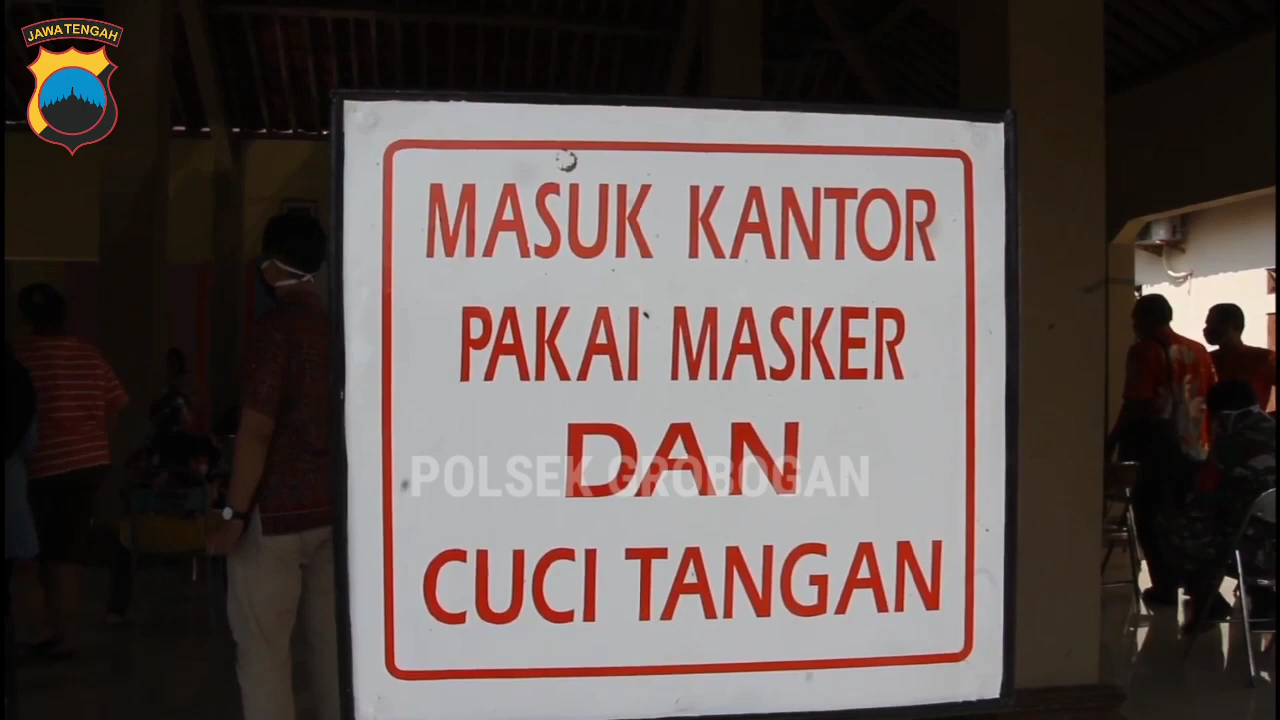 JAWA TENGAH
MASUK KANTOR
PAKAI MASKER
DAN
POLSEK GROBOGAN
CUCI TANGAN